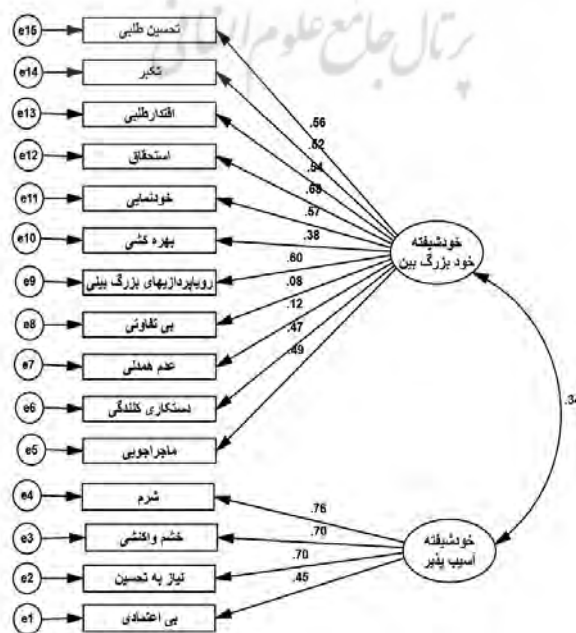 پرتال جامع علوم انسانی
e15 تحسین طلبی
e14 تکبر
e13 اقتدارطلبی
e12 استحقاق
e11 خودنمایی
e10 بهره کشی
e9 رویاپردازیهای بزرگ بینی
e8 بی تفاوتی
e7 عدم همدلی
e6 دستکاری کنندگی
e5 ماجراجویی
e4 شرم
e3 خشم واکنشی
e2 نیاز به تحسین
e1 بی اعتمادی
.56
.52
.54
.68
.57
.38
.60
.08
.12
.47
.49
خودشیفته
خود بزرگ بین
.34
.76
.70
.70
.45
خودشیفته
آسیب پذیر